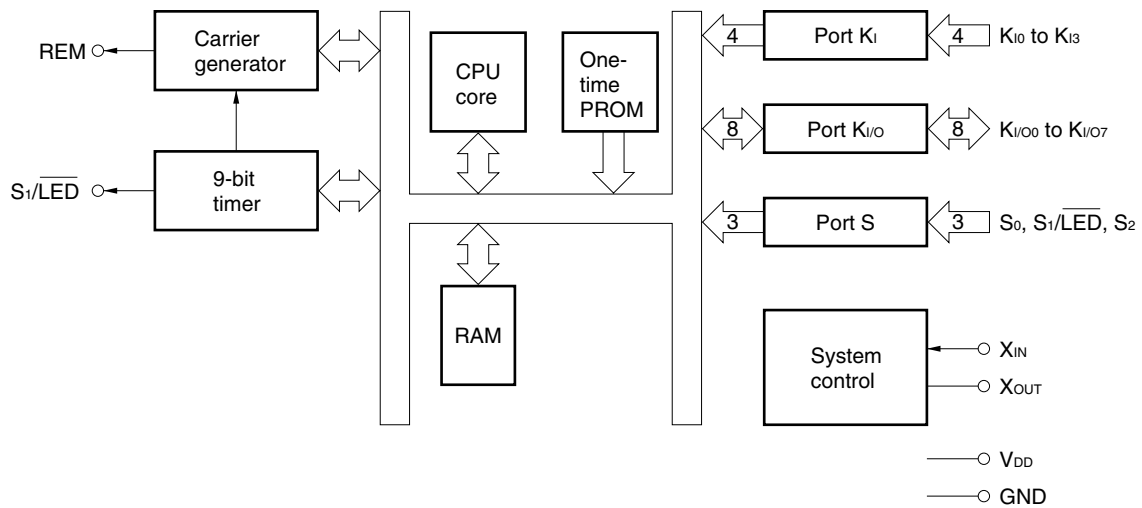 REM
Carrier
generator
S₁/L̅E̅D̅
9-bit
timer
CPU
core
One-
time
PROM
RAM
4
Port KI
4
KI0 to KI3
8
Port KI/O
8
KI/O0 to KI/O7
3
Port S
3
S0, S1/L̅E̅D̅, S2
System
control
XIN
XOUT
VDD
GND